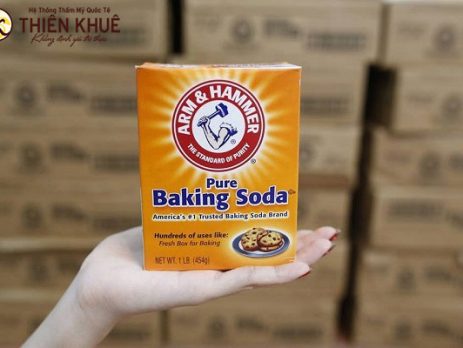 Hệ Thống Thẩm Mỹ Quốc Tế
THIÊN KHUÊ
ARM & HAMMER
THE STANDARD OF PURITY
Pure
Baking Soda
America's #1 Trusted Baking Soda Brand
Hundreds of uses like:
Fresh Box for Baking
NET WT. 1 LB. (454g)